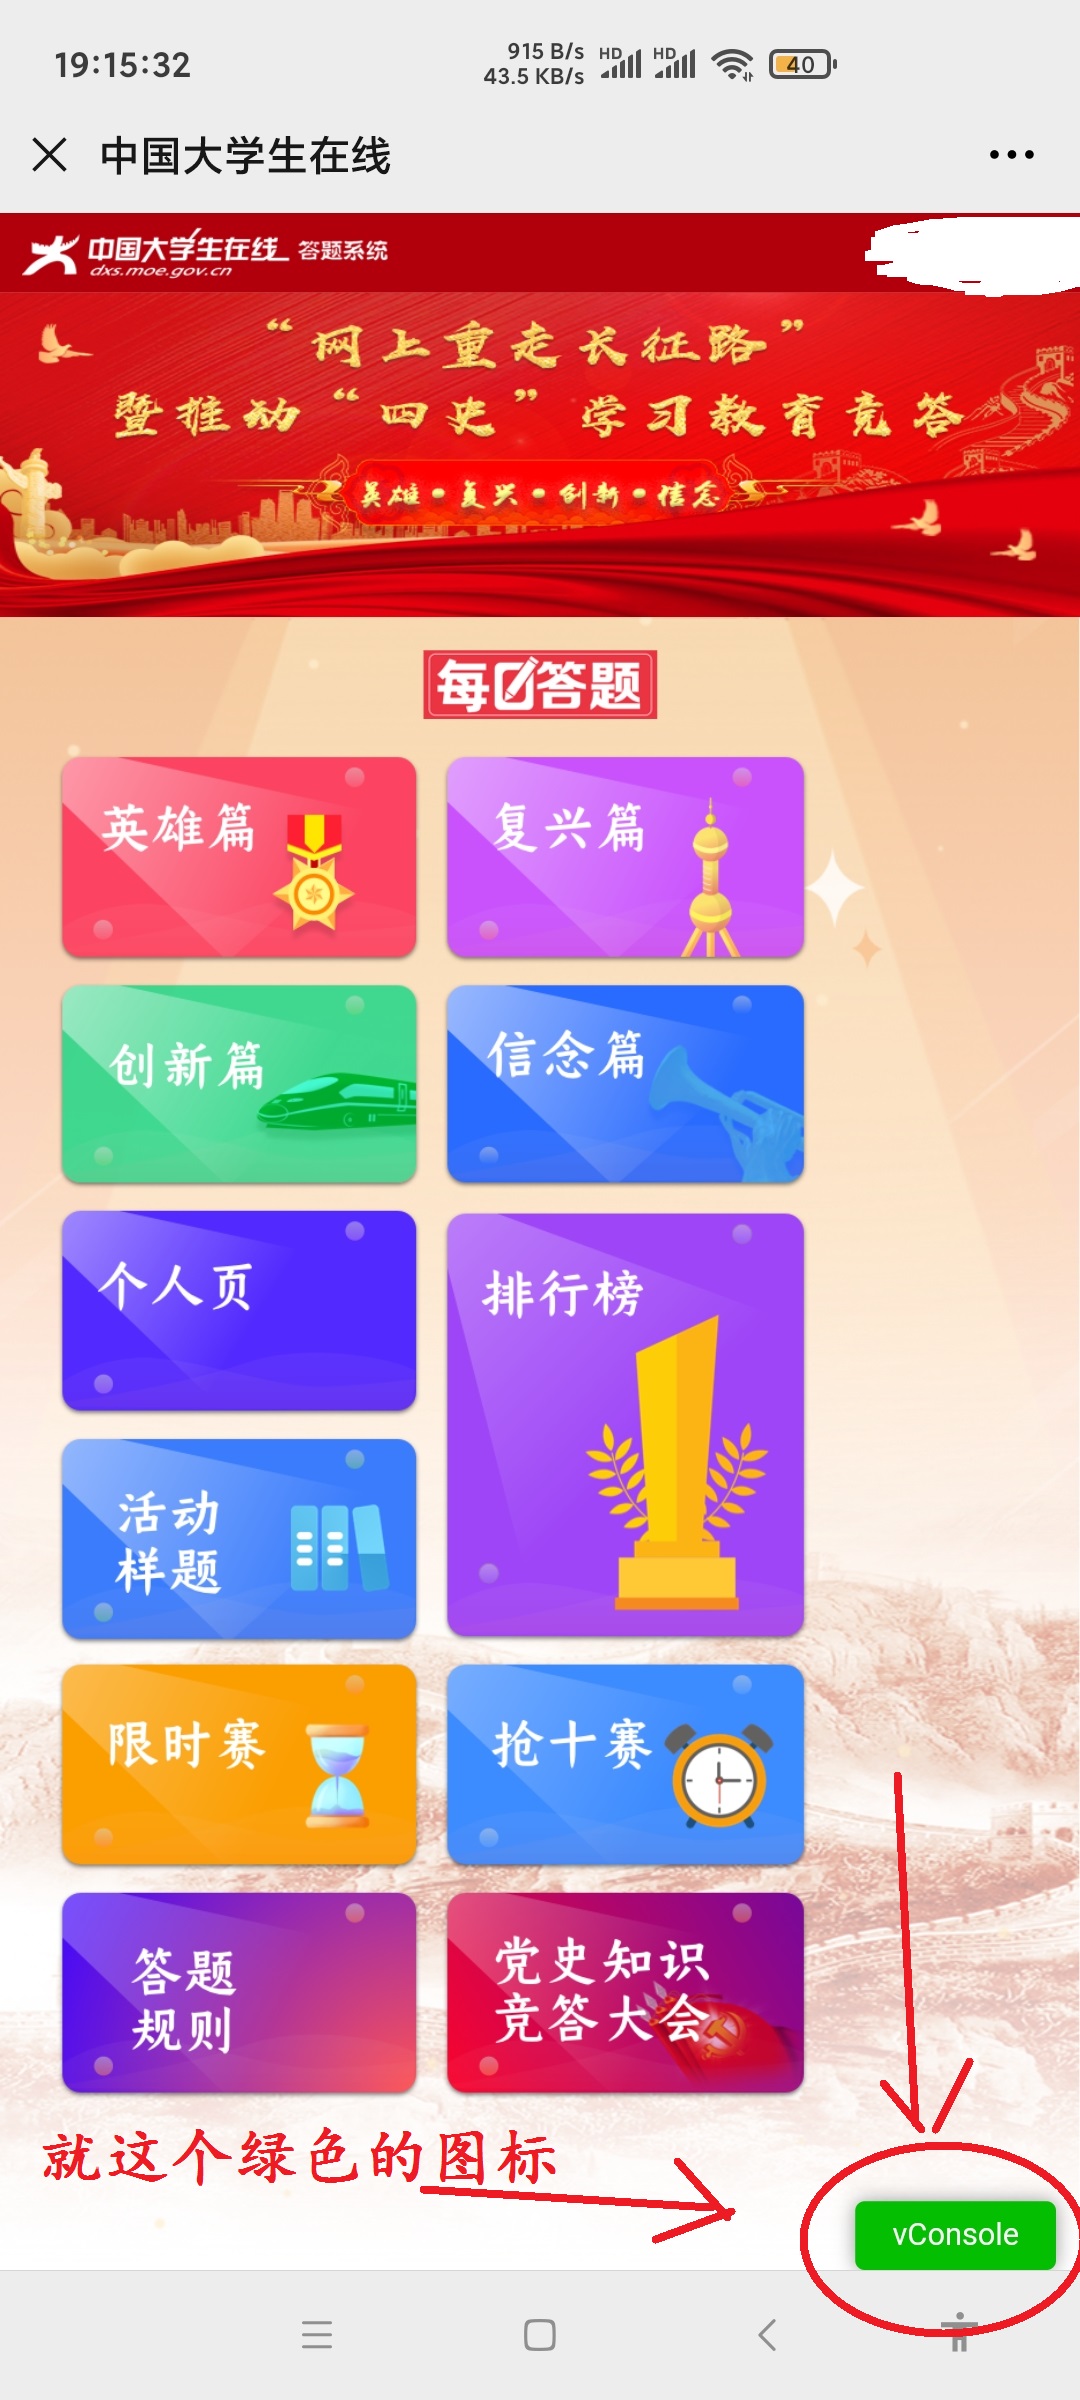 19:15:32
915 B/s
43.5 KB/s
HD
HD
40
中国大学生在线
中国大学生在线 答题系统
dxs.moe.gov.cn
“网上重走长征路”
暨推动“四史”学习教育竞答
英雄·复兴·创新·信念
每日答题
英雄篇
复兴篇
创新篇
信念篇
个人页
排行榜
活动
样题
限时赛
抢十赛
答题
规则
党史知识
竞答大会
就这个绿色的图标
vConsole